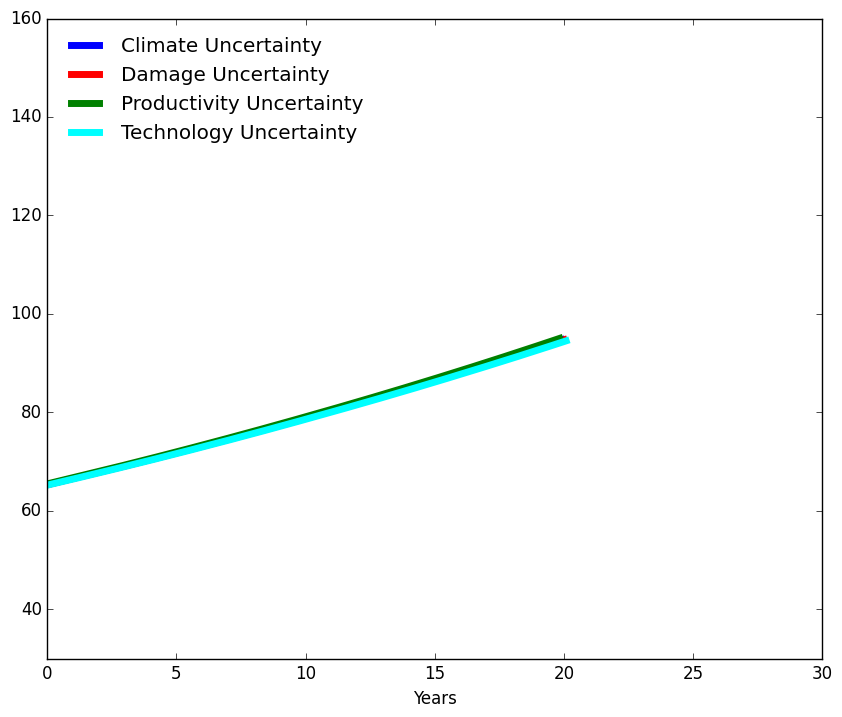 160
Climate Uncertainty
Damage Uncertainty
Productivity Uncertainty
Technology Uncertainty
140
120
100
80
60
40
0 5 10 15 20 25 30
Years